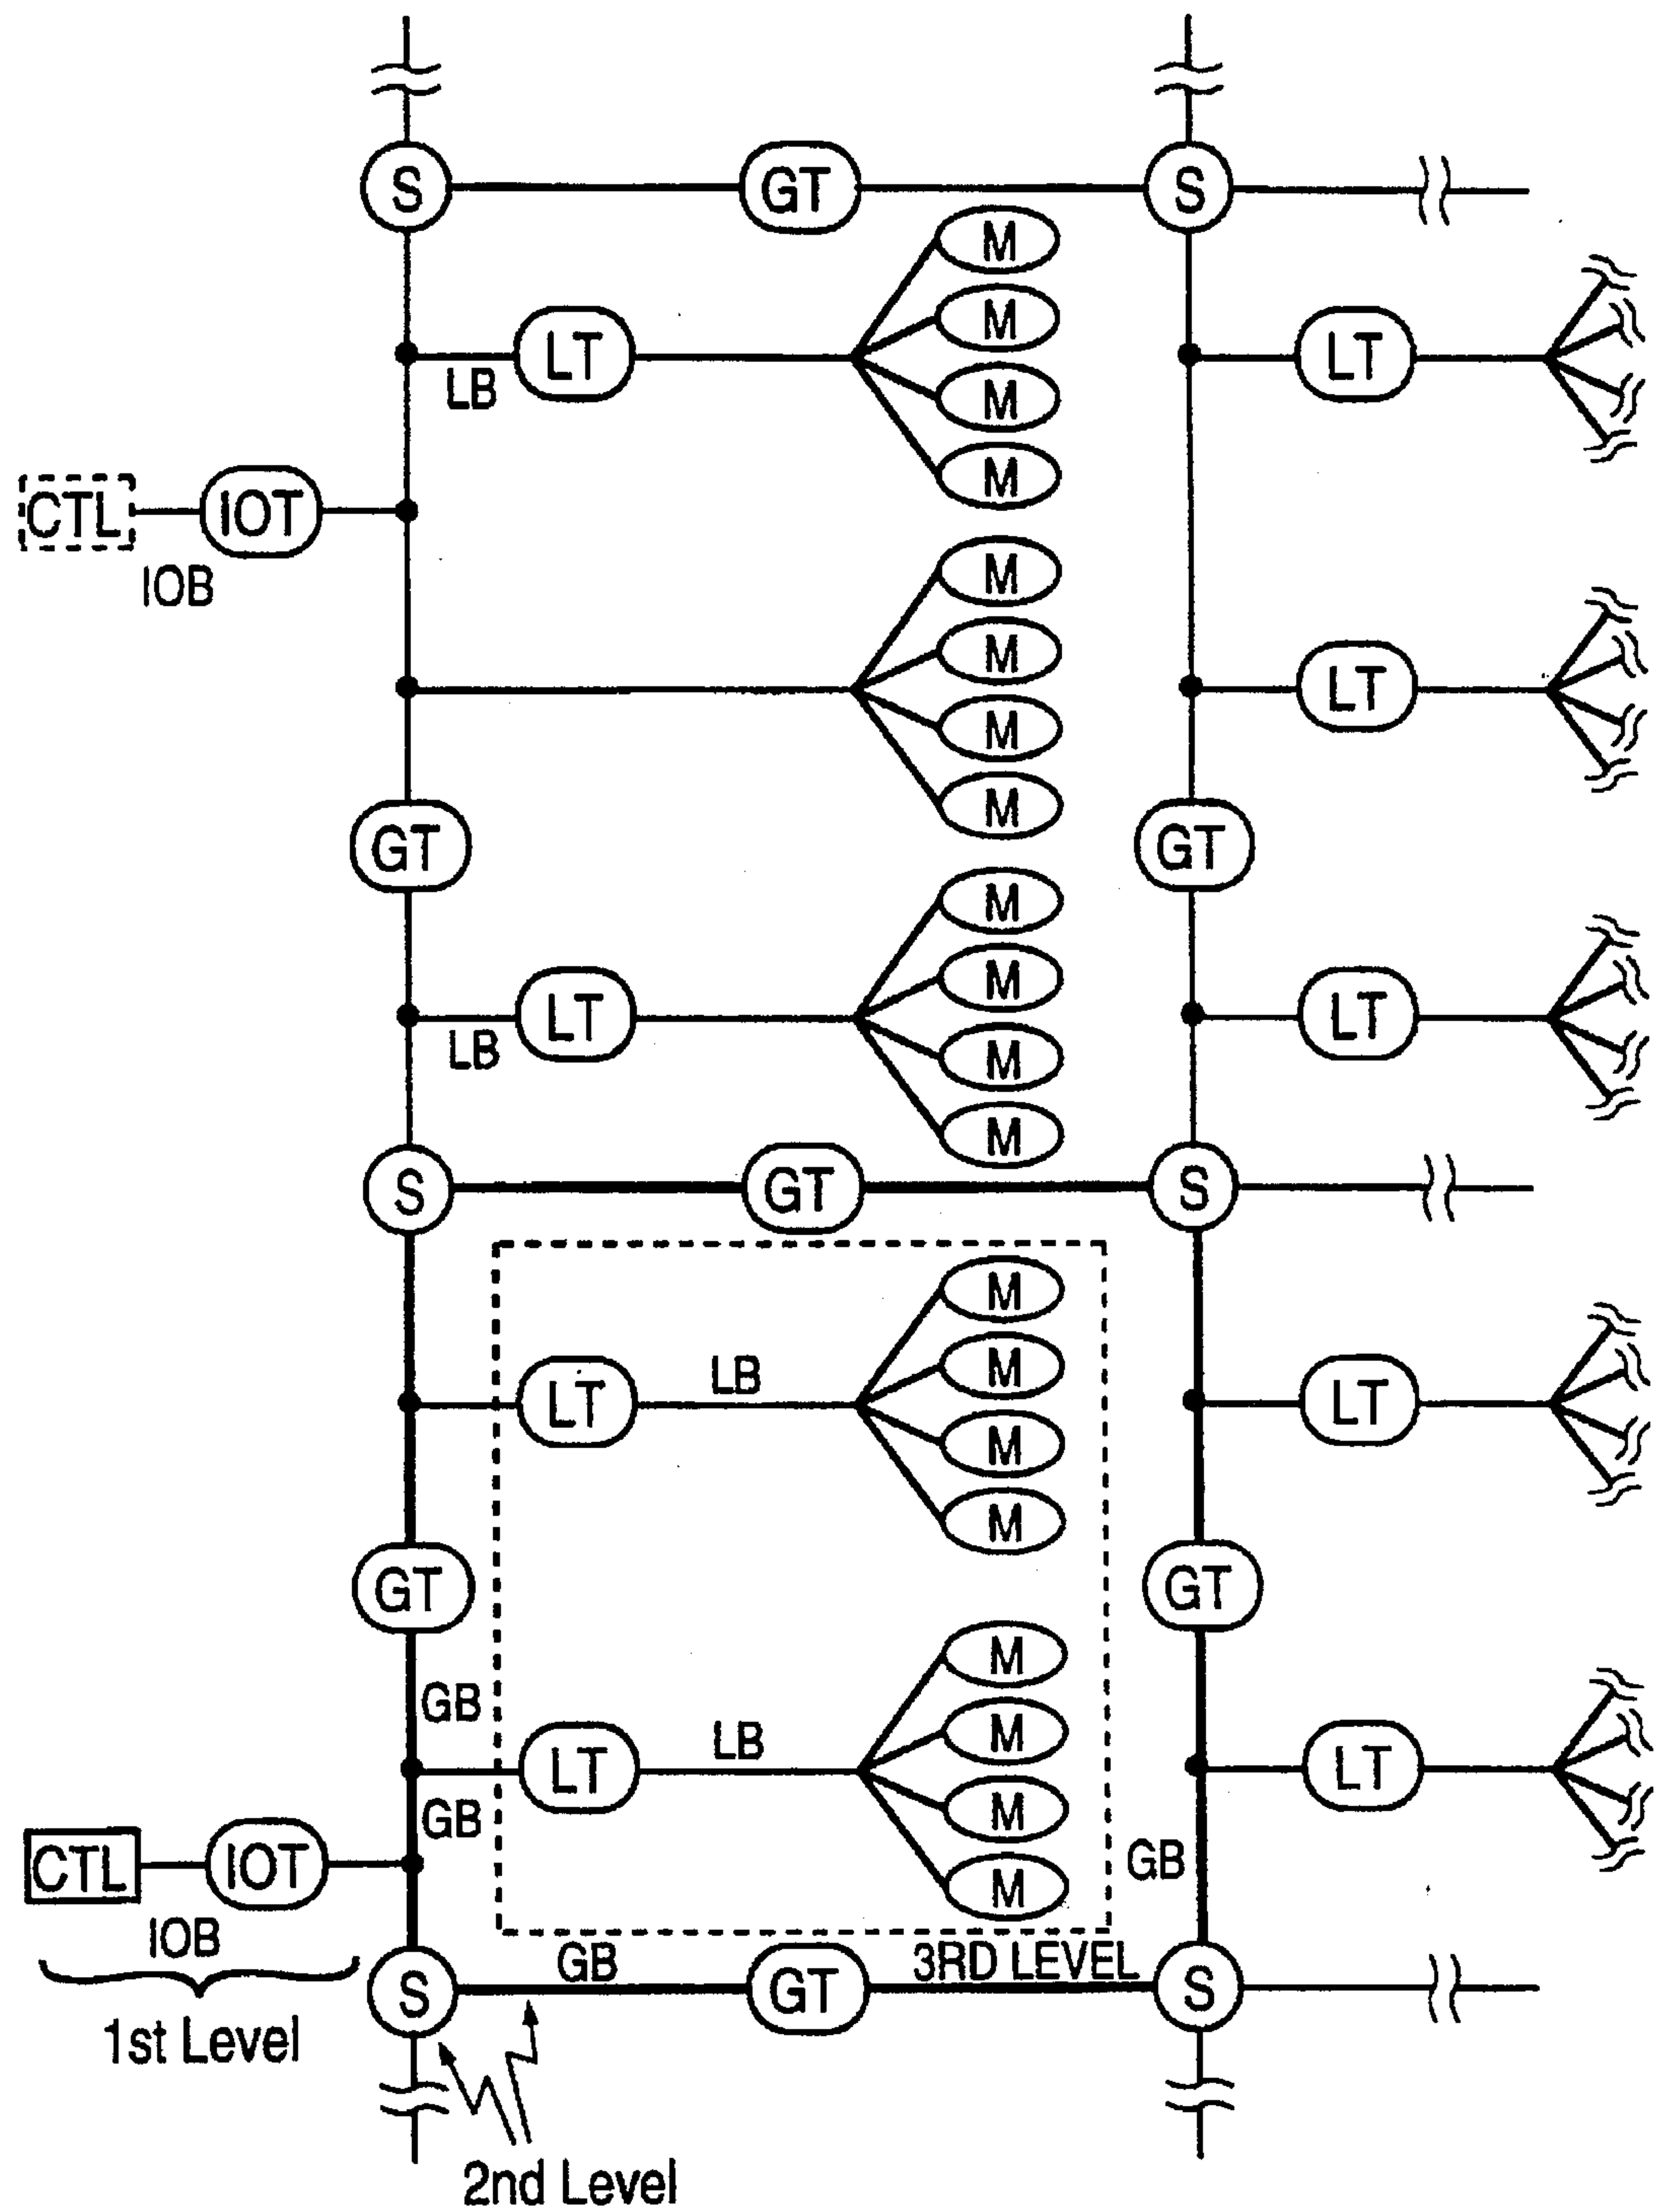 S GT S
M
M
LT LT
LB M
M
CTL IOT
IOB
M
M
LT
M
M
GT GT
M
M
LT LT
LB M
M
S GT S
M
LB M
LT LT
M
M
GT GT
M
GB
LB M
LT LT
GB M
GB
CTL IOT M
IOB
GB 3RD LEVEL
S GT S
1st Level
2nd Level